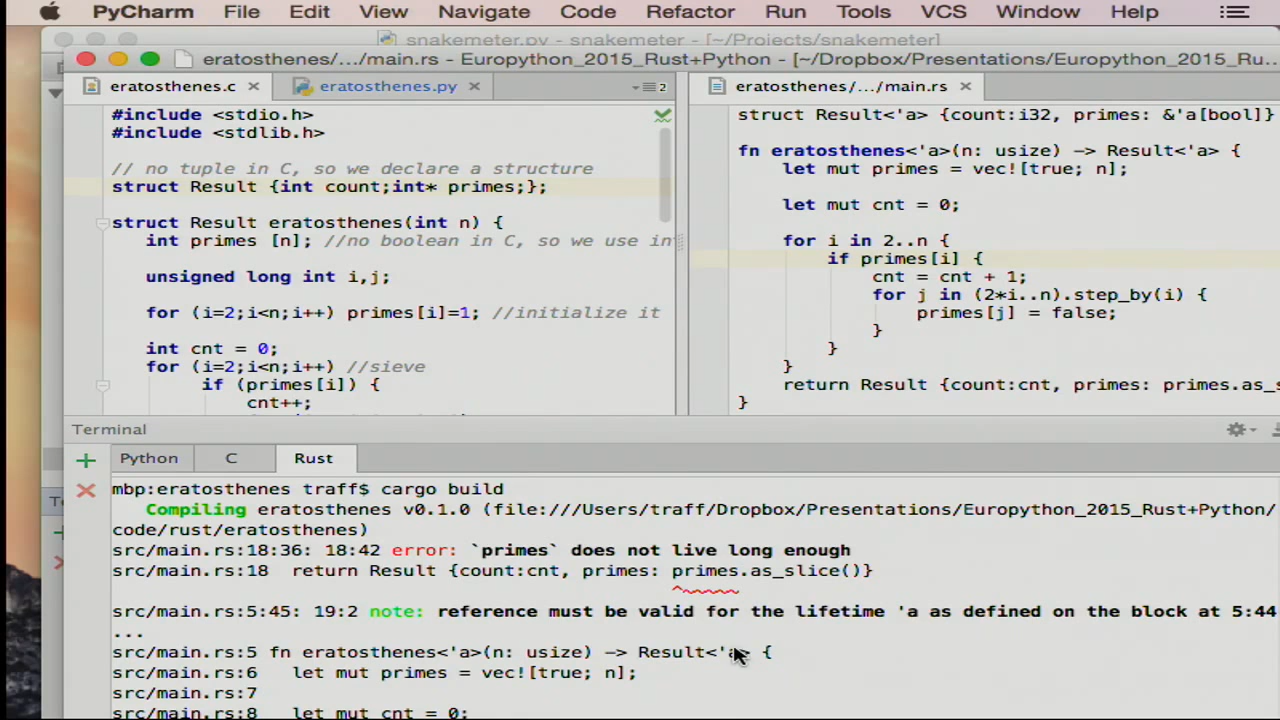 PyCharm File Edit View Navigate Code Refactor Run Tools VCS Window Help
snakemeter.py - snakemeter - [~/Projects/snakemeter]
eratosthenes/.../main.rs - Europython_2015_Rust+Python - [~/Dropbox/Presentations/Europython_2015_Ru...
eratosthenes.c eratosthenes.py 2
#include <stdio.h>
#include <stdlib.h>
// no tuple in C, so we declare a structure
struct Result {int count;int* primes;};
struct Result eratosthenes(int n) {
int primes [n]; //no boolean in C, so we use in
unsigned long int i,j;
for (i=2;i<n;i++) primes[i]=1; //initialize it
int cnt = 0;
for (i=2;i<n;i++) //sieve
if (primes[i]) {
cnt++;
eratosthenes/.../main.rs
struct Result<'a> {count:i32, primes: &'a[bool]}
fn eratosthenes<'a>(n: usize) -> Result<'a> {
let mut primes = vec![true; n];
let mut cnt = 0;
for i in 2..n {
if primes[i] {
cnt = cnt + 1;
for j in (2*i..n).step_by(i) {
primes[j] = false;
}
}
}
return Result {count:cnt, primes: primes.as_s
}
Terminal
Python C Rust
mbp:eratosthenes traff$ cargo build
Compiling eratosthenes v0.1.0 (file:///Users/traff/Dropbox/Presentations/Europython_2015_Rust+Python/
code/rust/eratosthenes)
src/main.rs:18:36: 18:42 error: `primes` does not live long enough
src/main.rs:18 return Result {count:cnt, primes: primes.as_slice()}
^~~~~~
src/main.rs:5:45: 19:2 note: reference must be valid for the lifetime 'a as defined on the block at 5:44
...
src/main.rs:5 fn eratosthenes<'a>(n: usize) -> Result<'a> {
src/main.rs:6 let mut primes = vec![true; n];
src/main.rs:7
src/main.rs:8 let mut cnt = 0;